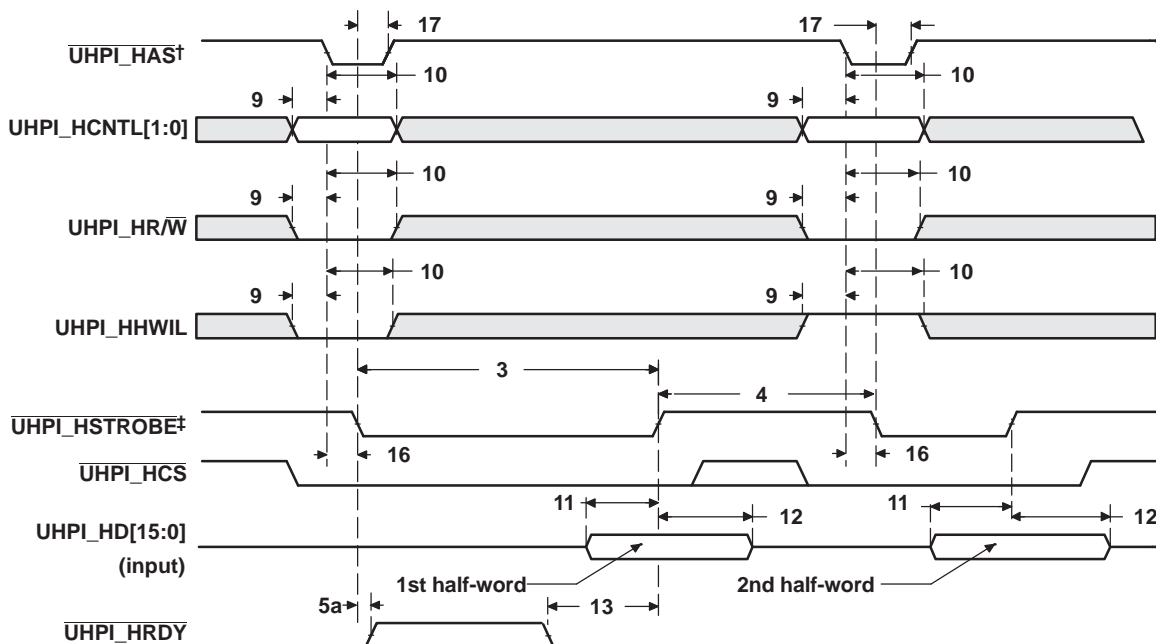 17 17
UHPI_HAS†
10 10
9 9
UHPI_HCNTL[1:0]
10 10
9 9
UHPI_HR/W
10 10
9 9
UHPI_HHWIL
3
4
UHPI_HSTROBE‡
16 16
UHPI_HCS
11 11
12 12
UHPI_HD[15:0]
(input)
1st half-word 2nd half-word
5a 13
UHPI_HRDY